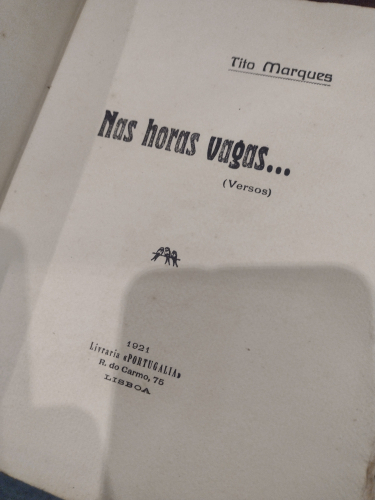 Tito Marques
Nas horas vagas...
(Versos)
1921
Livraria «PORTUGALIA»
R. do Carmo, 75
LISBOA